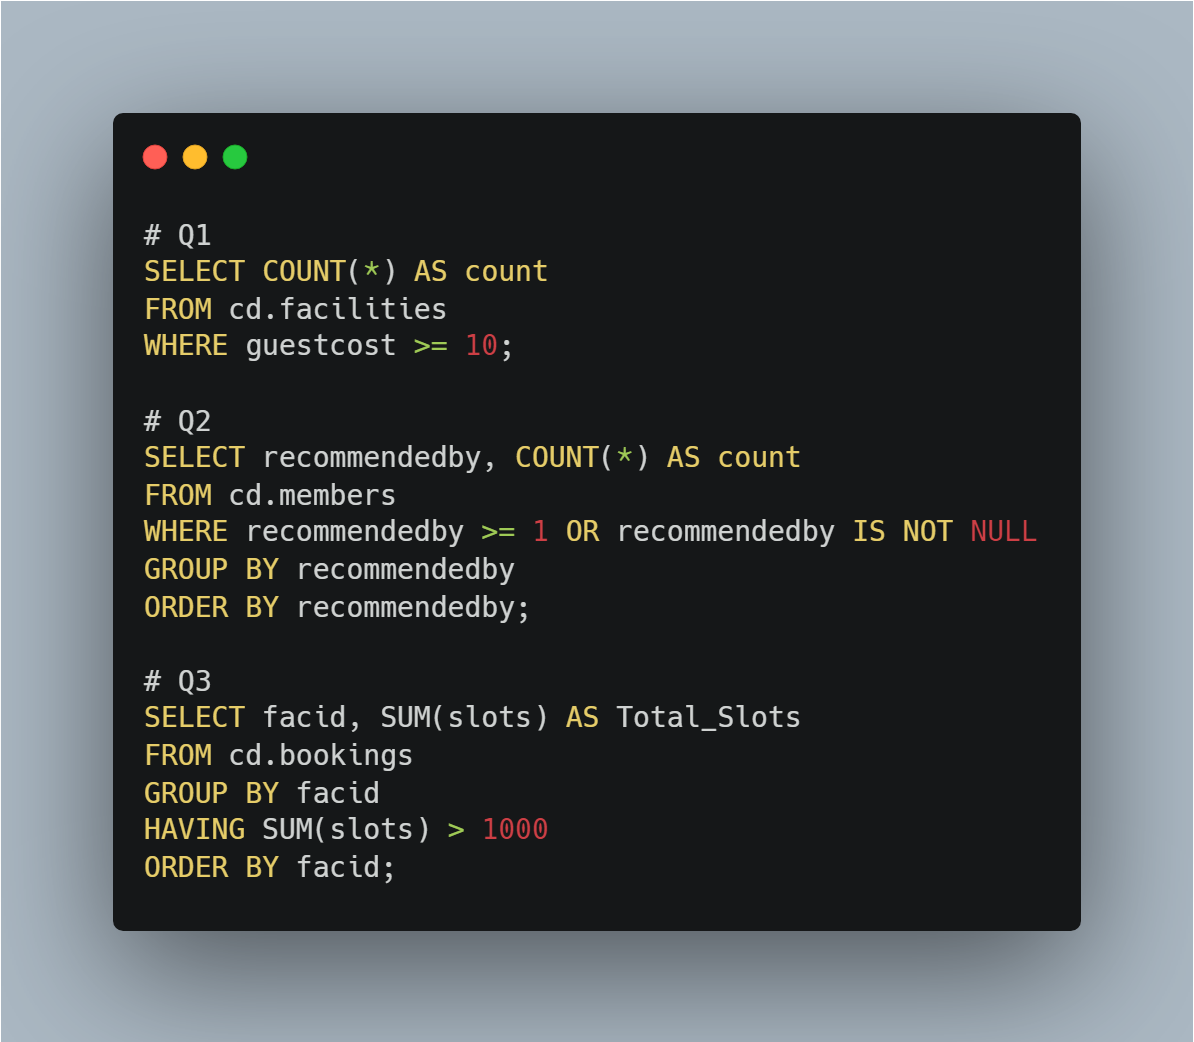 # Q1
SELECT COUNT(*) AS count
FROM cd.facilities
WHERE guestcost >= 10;
# Q2
SELECT recommendedby, COUNT(*) AS count
FROM cd.members
WHERE recommendedby >= 1 OR recommendedby IS NOT NULL
GROUP BY recommendedby
ORDER BY recommendedby;
# Q3
SELECT facid, SUM(slots) AS Total_Slots
FROM cd.bookings
GROUP BY facid
HAVING SUM(slots) > 1000
ORDER BY facid;